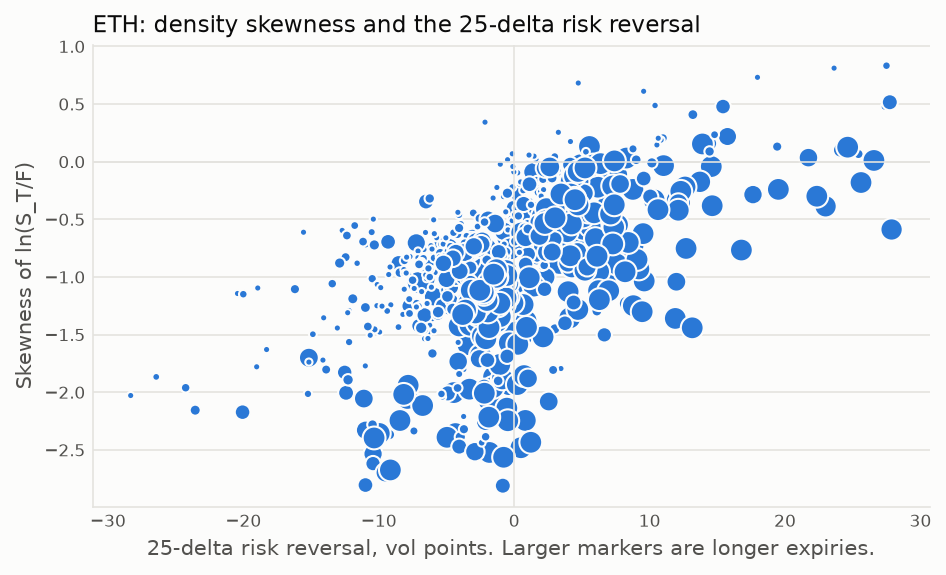 ETH: density skewness and the 25-delta risk reversal
1.0
0.5
0.0
−0.5
−1.0
−1.5
−2.0
−2.5
Skewness of ln(S_T/F)
−30 −20 −10 0 10 20 30
25-delta risk reversal, vol points. Larger markers are longer expiries.